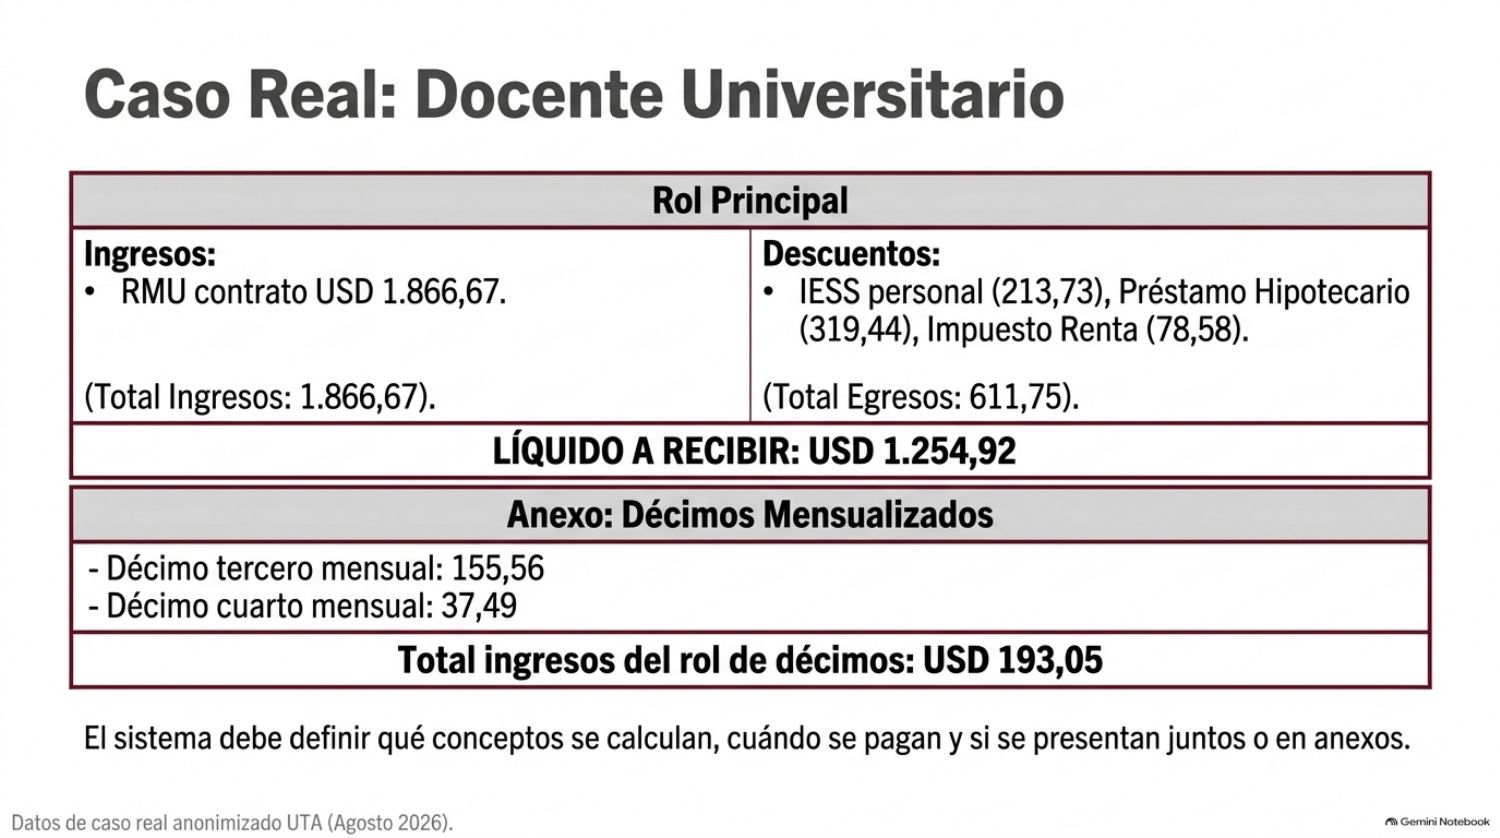 Caso Real: Docente Universitario
Rol Principal
Ingresos:
• RMU contrato USD 1.866,67.
(Total Ingresos: 1.866,67).
Descuentos:
• IESS personal (213,73), Préstamo Hipotecario
(319,44), Impuesto Renta (78,58).
(Total Egresos: 611,75).
LÍQUIDO A RECIBIR: USD 1.254,92
Anexo: Décimos Mensualizados
- Décimo tercero mensual: 155,56
- Décimo cuarto mensual: 37,49
Total ingresos del rol de décimos: USD 193,05
El sistema debe definir qué conceptos se calculan, cuándo se pagan y si se presentan juntos o en anexos.
Datos de caso real anonimizado UTA (Agosto 2026).
Gemini Notebook